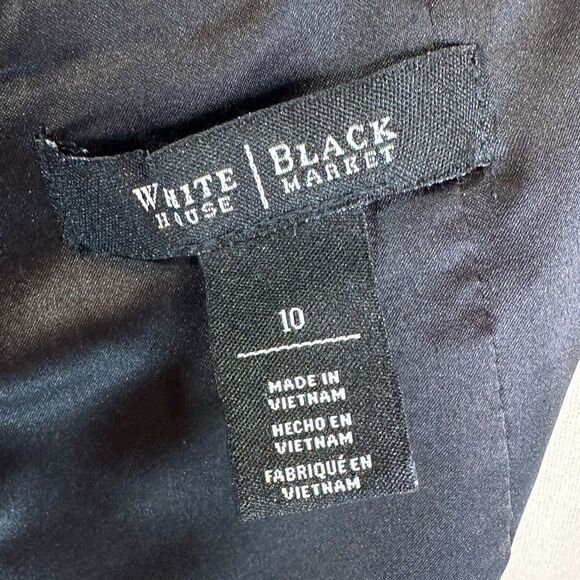 WHITE | BLACK
HOUSE | MARKET
10
MADE IN
VIETNAM
HECHO EN
VIETNAM
FABRIQUÉ EN
VIETNAM